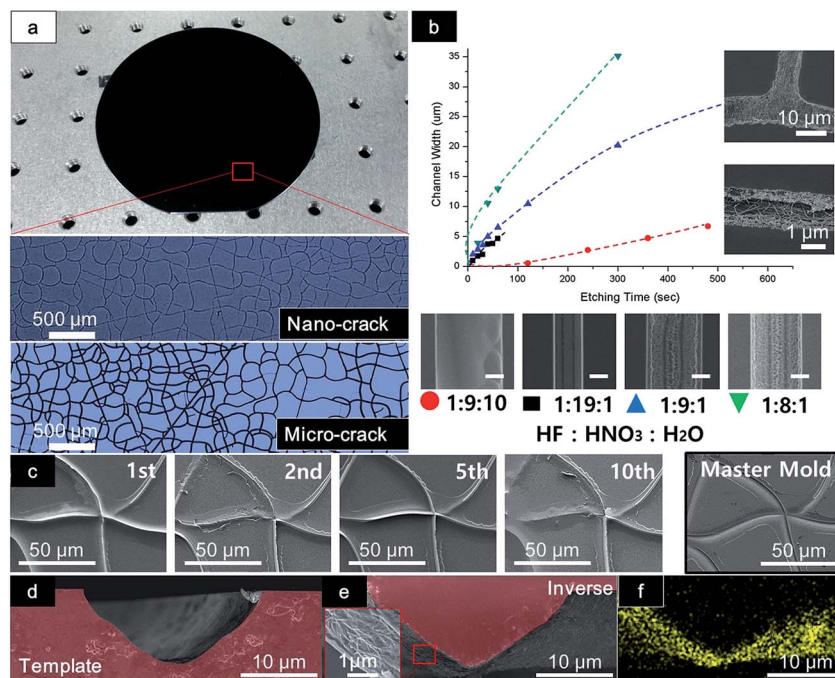 a
500 μm
Nano-crack
500 μm
Micro-crack
b
35
30
25
20
15
10
5
0
Channel Width (um)
0 100 200 300 400 500 600
Etching Time (sec)
10 μm
1 μm
1:9:10 1:19:1 1:9:1 1:8:1
HF : HNO₃ : H₂O
c
1st
50 μm
2nd
50 μm
5th
50 μm
10th
50 μm
Master Mold
50 μm
d
Template
10 μm
e
Inverse
1μm
10 μm
f
10 μm